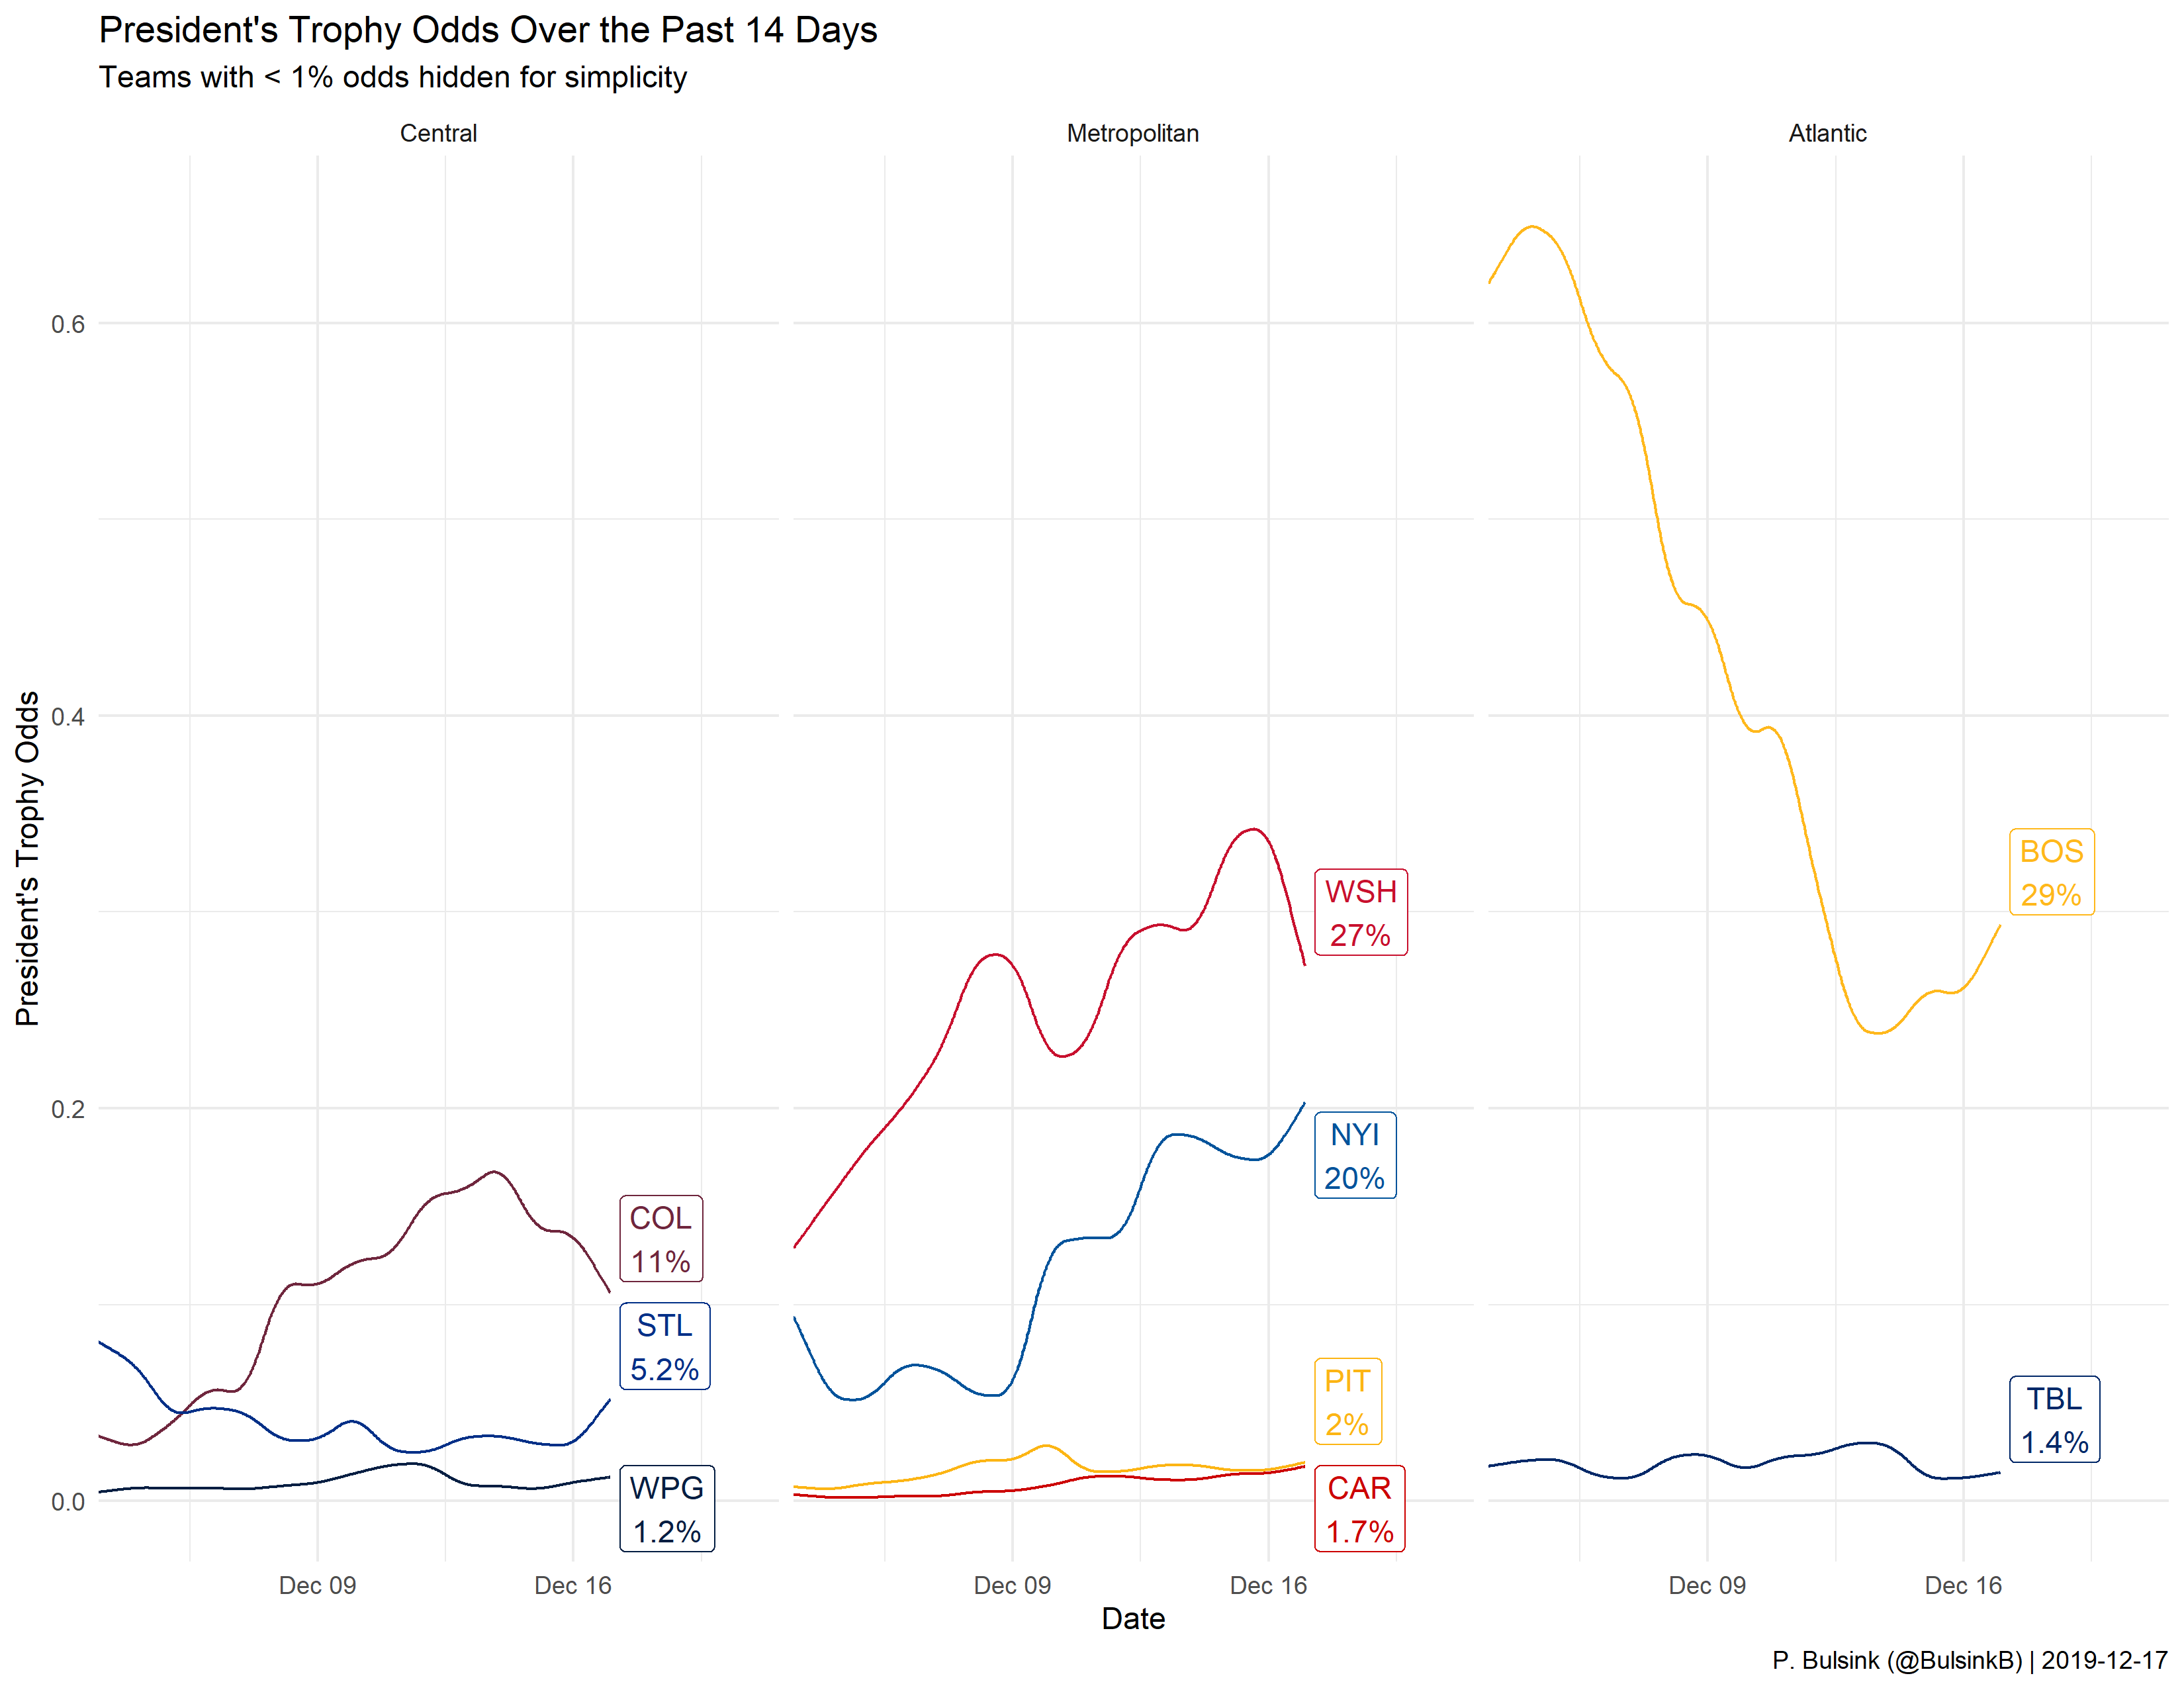 President's Trophy Odds Over the Past 14 Days
Teams with < 1% odds hidden for simplicity
Central
Metropolitan
Atlantic
President's Trophy Odds
0.6
0.4
0.2
0.0
COL
11%
STL
5.2%
WPG
1.2%
WSH
27%
NYI
20%
PIT
2%
CAR
1.7%
BOS
29%
TBL
1.4%
Dec 09
Dec 16
Dec 09
Dec 16
Dec 09
Dec 16
Date
P. Bulsink (@BulsinkB) | 2019-12-17